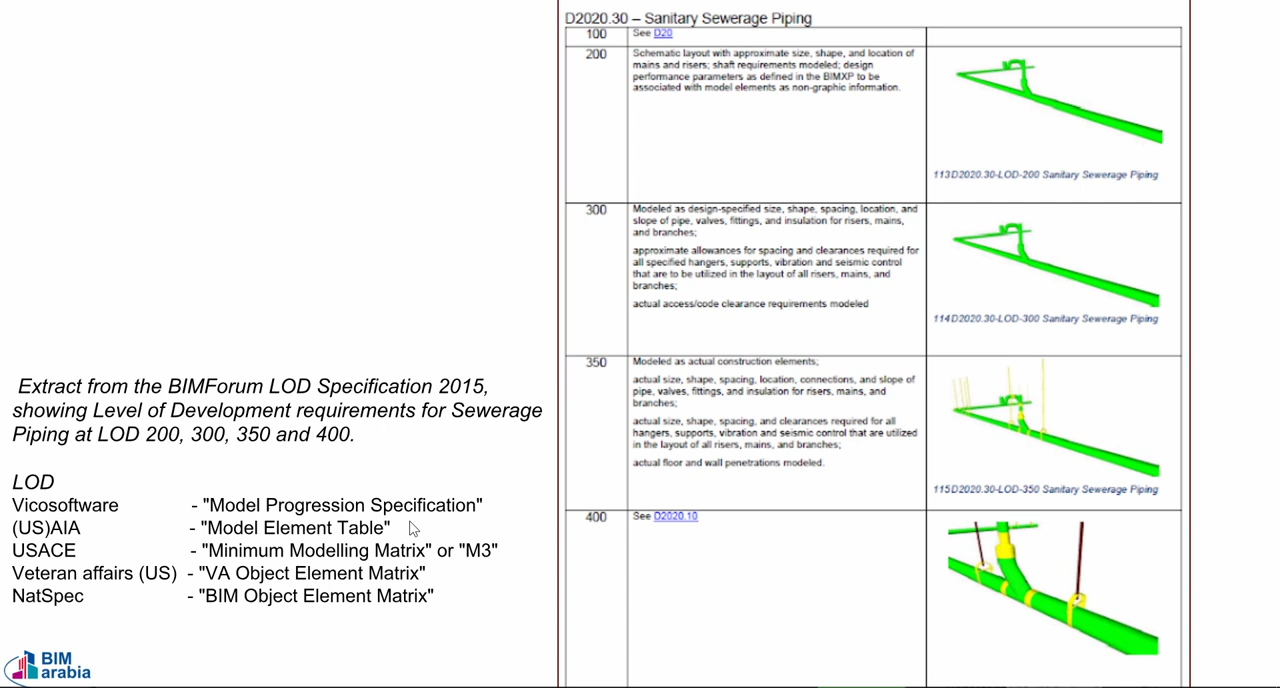 Extract from the BIMForum LOD Specification 2015,
showing Level of Development requirements for Sewerage
Piping at LOD 200, 300, 350 and 400.
LOD
Vicosoftware - "Model Progression Specification"
(US)AIA - "Model Element Table"
USACE - "Minimum Modelling Matrix" or "M3"
Veteran affairs (US) - "VA Object Element Matrix"
NatSpec - "BIM Object Element Matrix"
BIM
arabia
D2020.30 – Sanitary Sewerage Piping
100 See D20
200 Schematic layout with approximate size, shape, and location of
mains and risers; shaft requirements modeled; design
performance parameters as defined in the BIMXP to be
associated with model elements as non-graphic information.
113D2020.30-LOD-200 Sanitary Sewerage Piping
300 Modeled as design-specified size, shape, spacing, location, and
slope of pipe, valves, fittings, and insulation for risers, mains,
and branches;
approximate allowances for spacing and clearances required for
all specified hangers, supports, vibration and seismic control
that are to be utilized in the layout of all risers, mains, and
branches;
actual access/code clearance requirements modeled
114D2020.30-LOD-300 Sanitary Sewerage Piping
350 Modeled as actual construction elements;
actual size, shape, spacing, location, connections, and slope of
pipe, valves, fittings, and insulation for risers, mains, and
branches;
actual size, shape, spacing, and clearances required for all
hangers, supports, vibration and seismic control that are utilized
in the layout of all risers, mains, and branches;
actual floor and wall penetrations modeled.
115D2020.30-LOD-350 Sanitary Sewerage Piping
400 See D2020.10